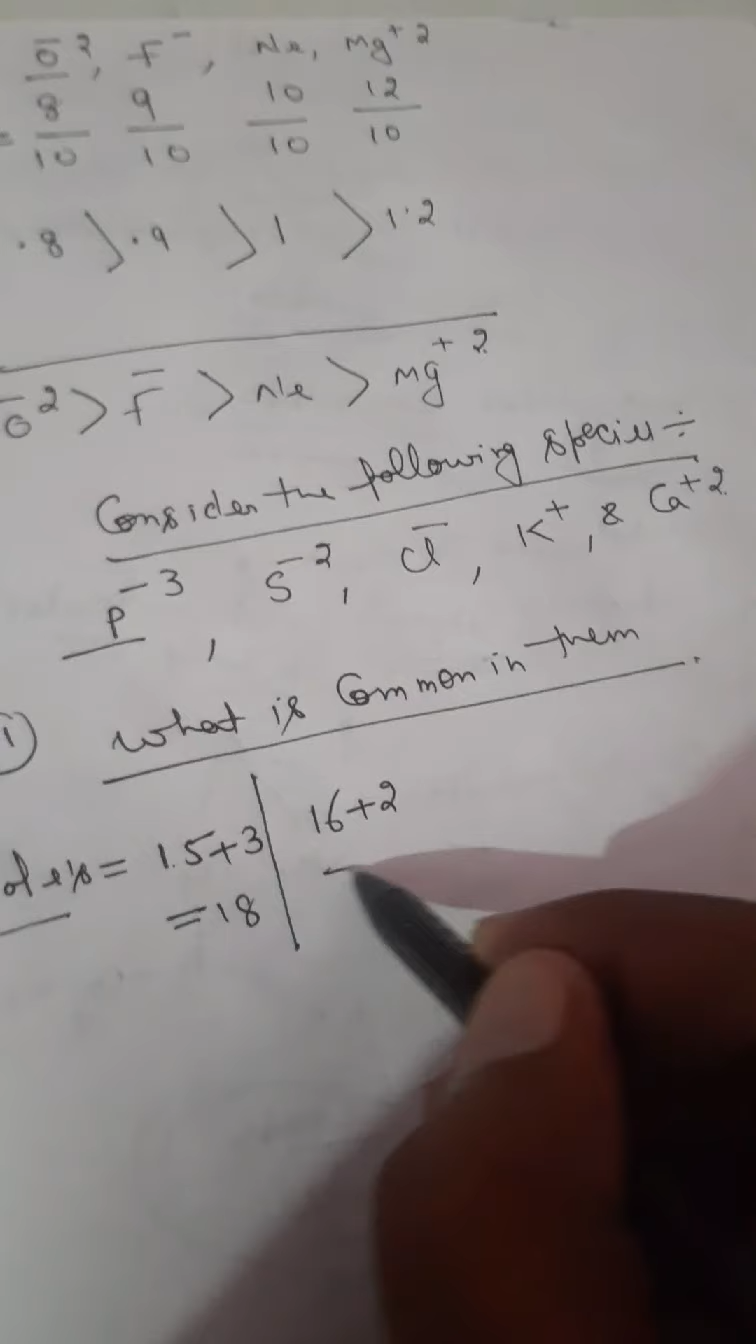 O⁻², F⁻, Ne, Mg⁺²
= 8/10 9/10 10/10 12/10
.8 > .9 > 1 > 1.2
O⁻² > F⁻ > Ne > Mg⁺²
Consider the following species ÷
P⁻³, S⁻², Cl⁻, K⁺, & Ca⁺²
1) What is Common in them.
of e's = 15+3 | 16+2
= 18